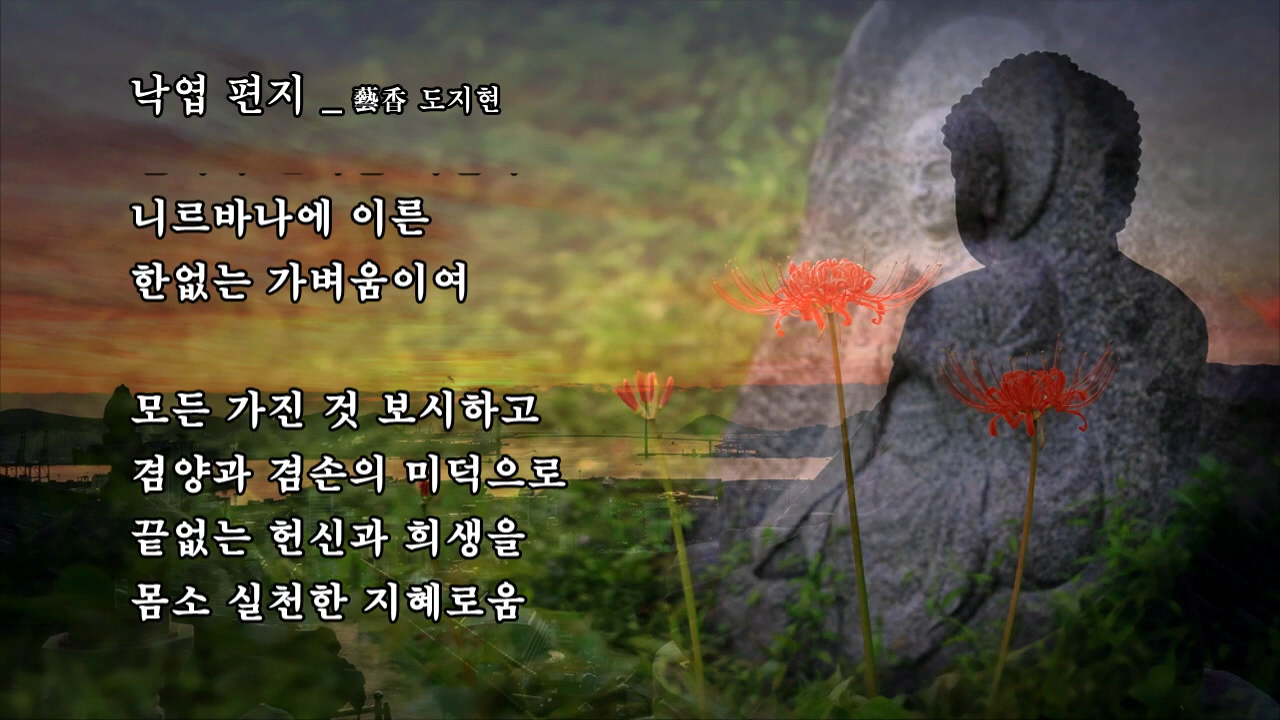 낙엽 편지 _ 藝香 도지현
니르바나에 이른
한없는 가벼움이여
모든 가진 것 보시하고
겸양과 겸손의 미덕으로
끝없는 헌신과 희생을
몸소 실천한 지혜로움